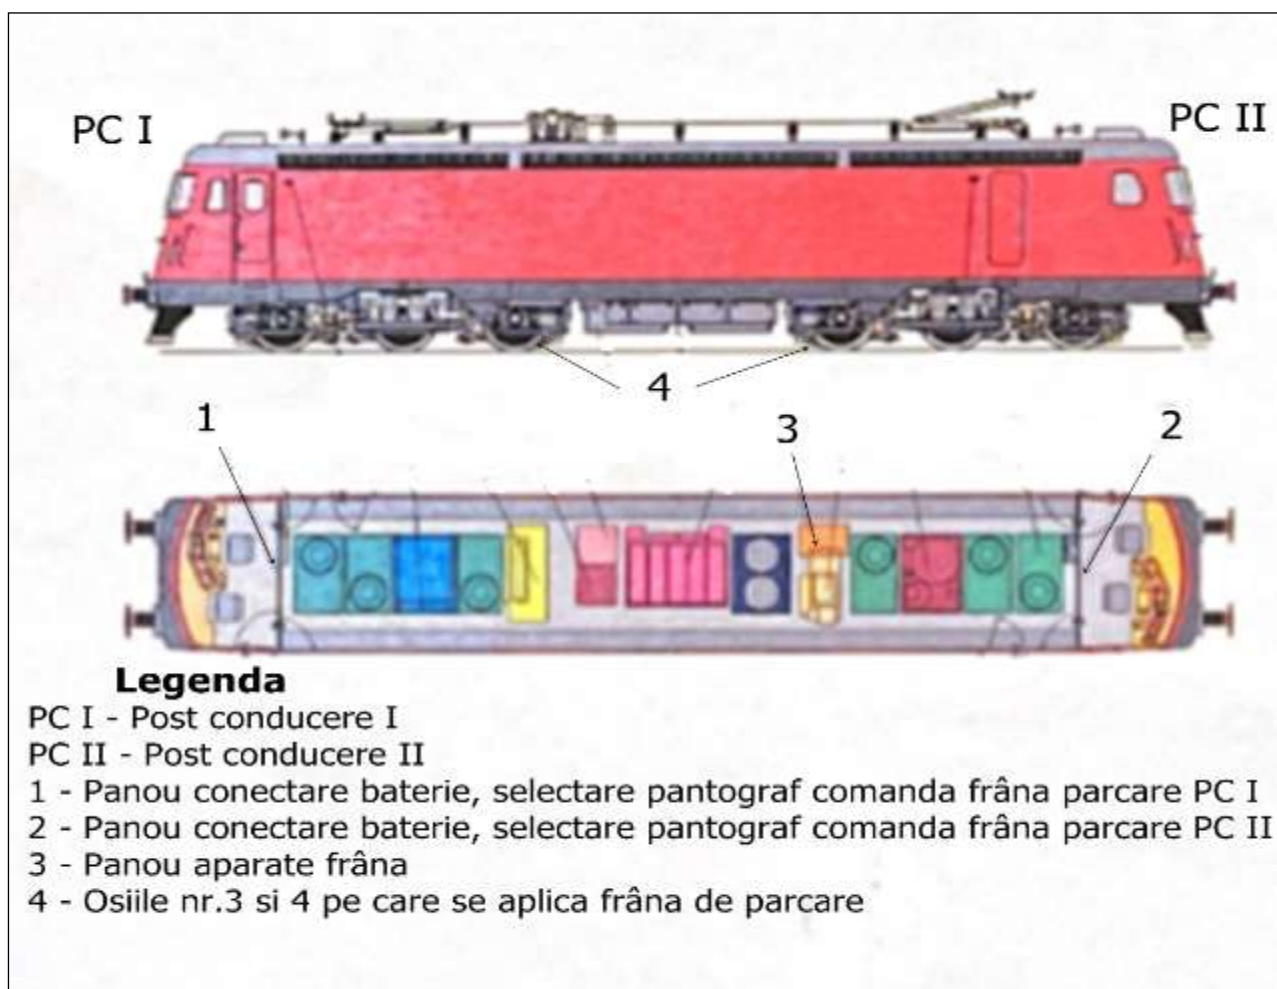 PC I
PC II
4
1
3
2
Legenda
PC I - Post conducere I
PC II - Post conducere II
1 - Panou conectare baterie, selectare pantograf comanda frâna parcare PC I
2 - Panou conectare baterie, selectare pantograf comanda frâna parcare PC II
3 - Panou aparate frâna
4 - Osiile nr.3 si 4 pe care se aplica frâna de parcare